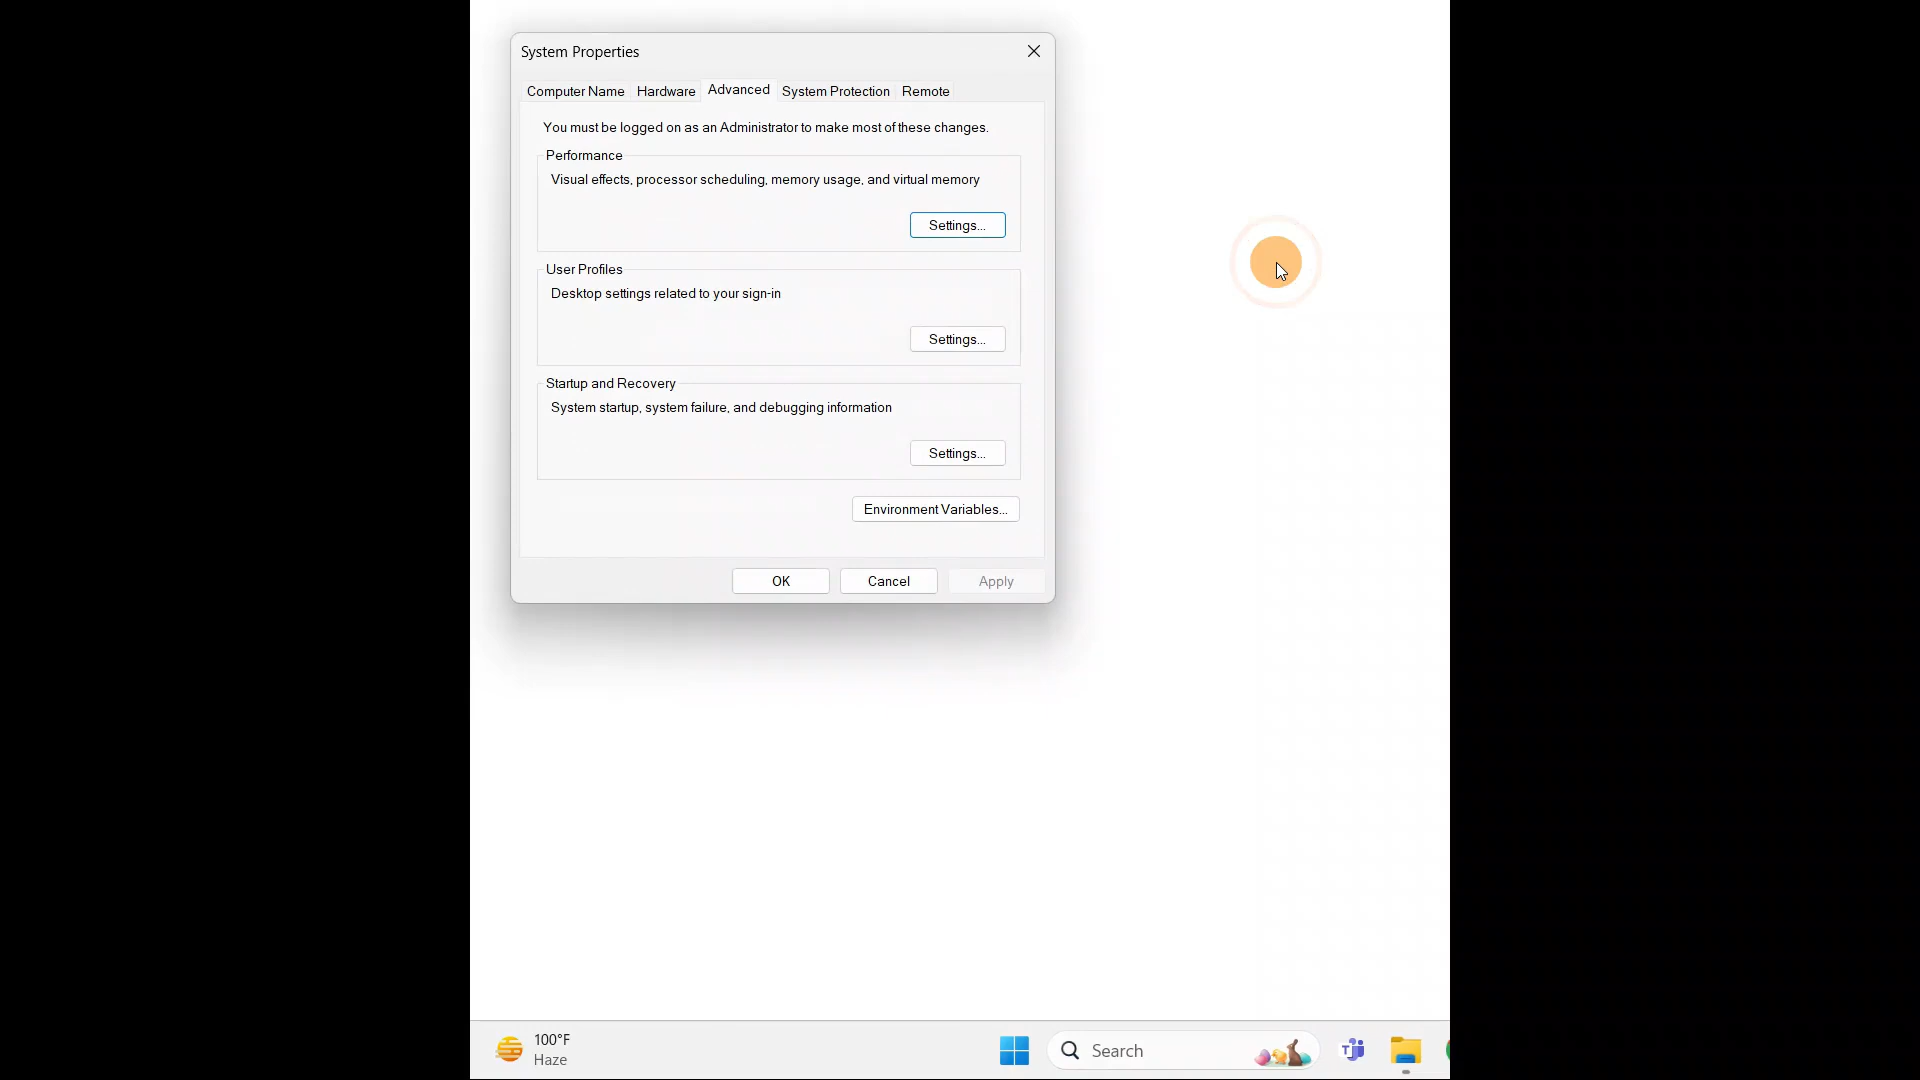 System Properties
Computer Name Hardware Advanced System Protection Remote
You must be logged on as an Administrator to make most of these changes.
Performance
Visual effects, processor scheduling, memory usage, and virtual memory
Settings...
User Profiles
Desktop settings related to your sign-in
Settings...
Startup and Recovery
System startup, system failure, and debugging information
Settings...
Environment Variables...
OK Cancel Apply
100°F
Haze
Search